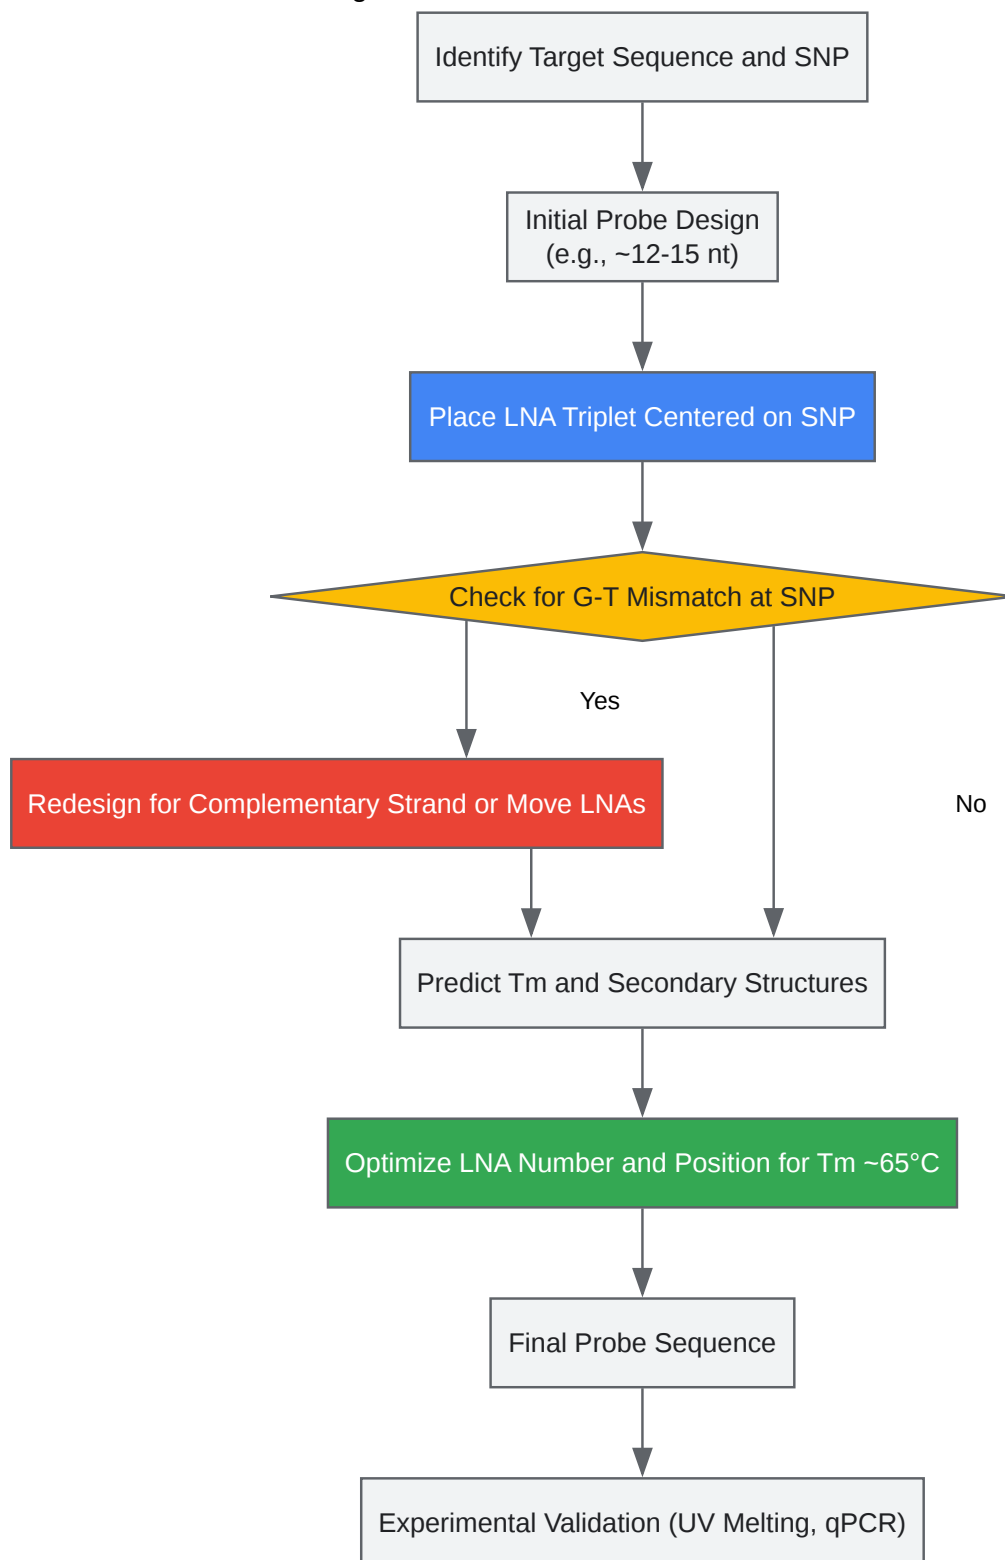 Identify Target Sequence and SNP
Initial Probe Design
(e.g., ~12-15 nt)
Place LNA Triplet Centered on SNP
Check for G-T Mismatch at SNP
Yes
Redesign for Complementary Strand or Move LNAs
No
Predict Tm and Secondary Structures
Optimize LNA Number and Position for Tm ~65°C
Final Probe Sequence
Experimental Validation (UV Melting, qPCR)